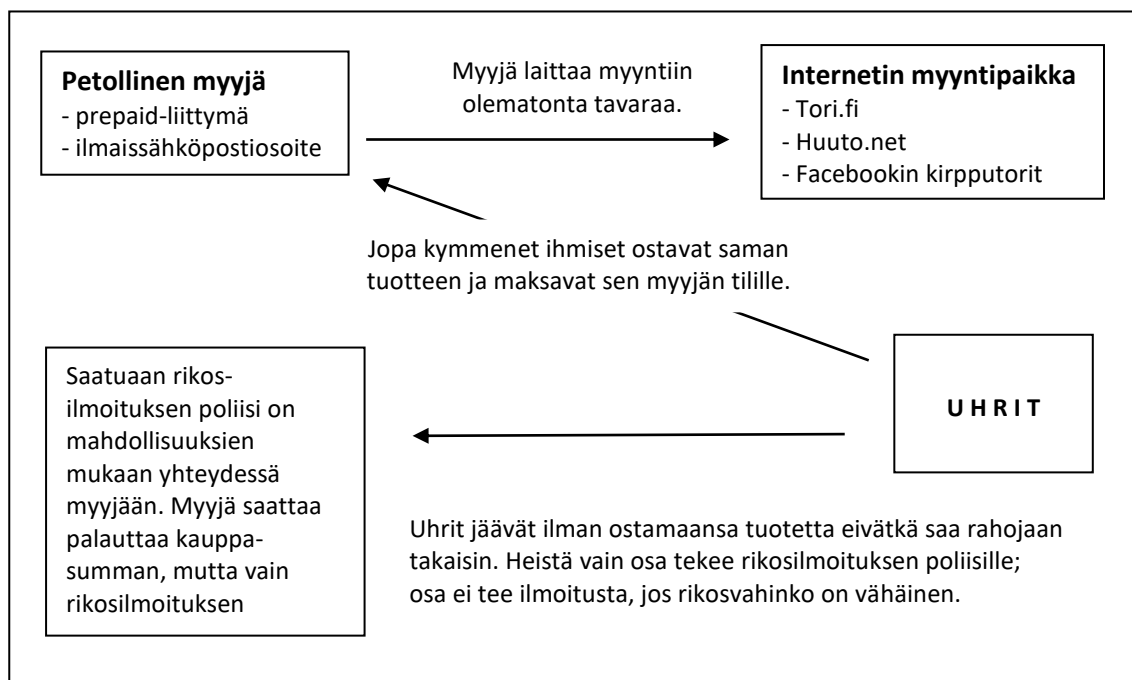 Petollinen myyjä
- prepaid-liittymä
- ilmaissähköpostiosoite
Myyjä laittaa myyntiin
olematonta tavaraa.
Internetin myyntipaikka
- Tori.fi
- Huuto.net
- Facebookin kirpputorit
Jopa kymmenet ihmiset ostavat saman
tuotteen ja maksavat sen myyjän tilille.
U H R I T
Saatuaan rikos-
ilmoituksen poliisi on
mahdollisuuksien
mukaan yhteydessä
myyjään. Myyjä saattaa
palauttaa kauppa-
summan, mutta vain
rikosilmoituksen
Uhrit jäävät ilman ostamaansa tuotetta eivätkä saa rahojaan
takaisin. Heistä vain osa tekee rikosilmoituksen poliisille;
osa ei tee ilmoitusta, jos rikosvahinko on vähäinen.